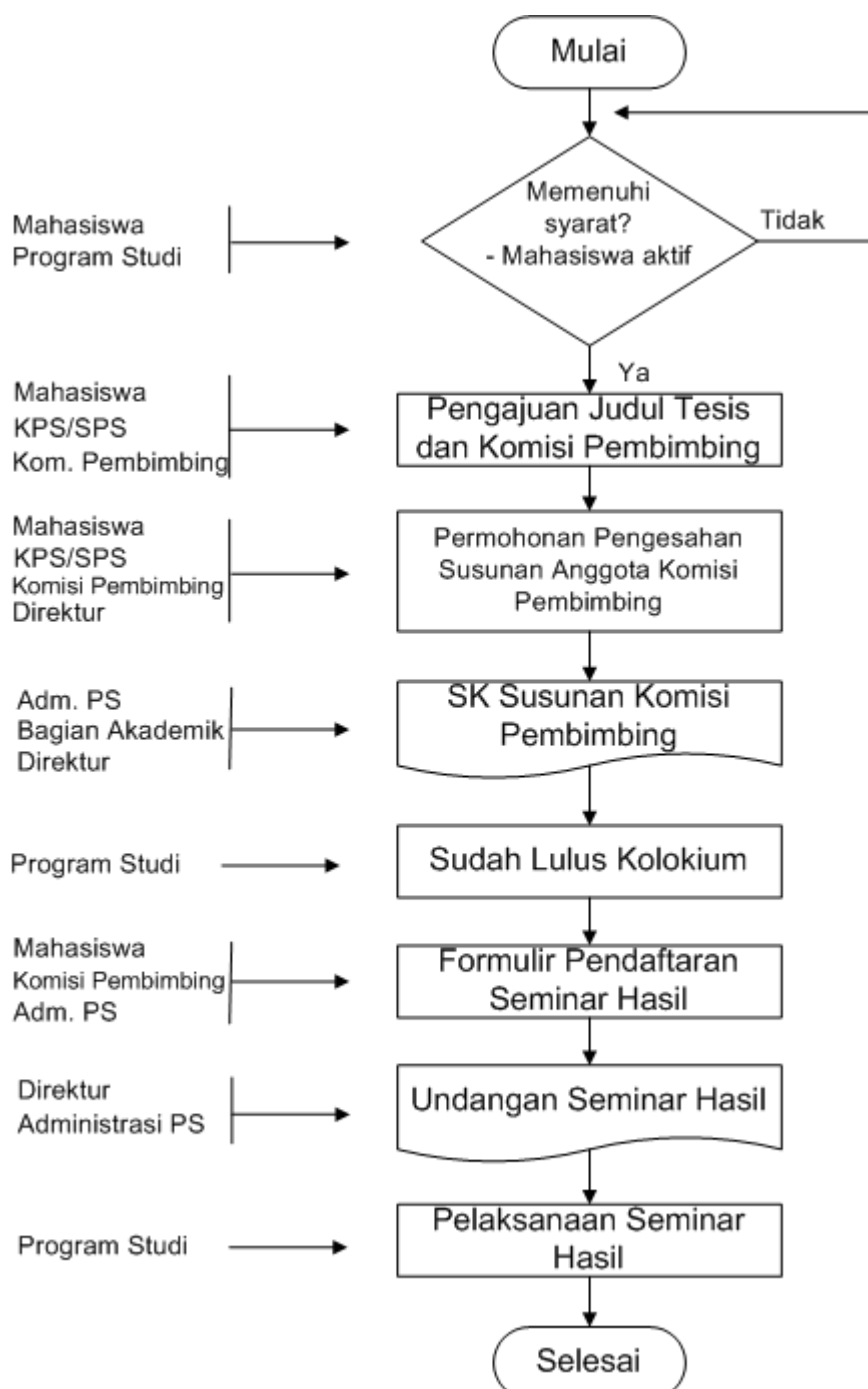 Mulai
Memenuhi
syarat?
- Mahasiswa aktif
Tidak
Mahasiswa
Program Studi
Ya
Mahasiswa
KPS/SPS
Kom. Pembimbing
Pengajuan Judul Tesis
dan Komisi Pembimbing
Mahasiswa
KPS/SPS
Komisi Pembimbing
Direktur
Permohonan Pengesahan
Susunan Anggota Komisi
Pembimbing
Adm. PS
Bagian Akademik
Direktur
SK Susunan Komisi
Pembimbing
Program Studi
Sudah Lulus Kolokium
Mahasiswa
Komisi Pembimbing
Adm. PS
Formulir Pendaftaran
Seminar Hasil
Direktur
Administrasi PS
Undangan Seminar Hasil
Program Studi
Pelaksanaan Seminar
Hasil
Selesai